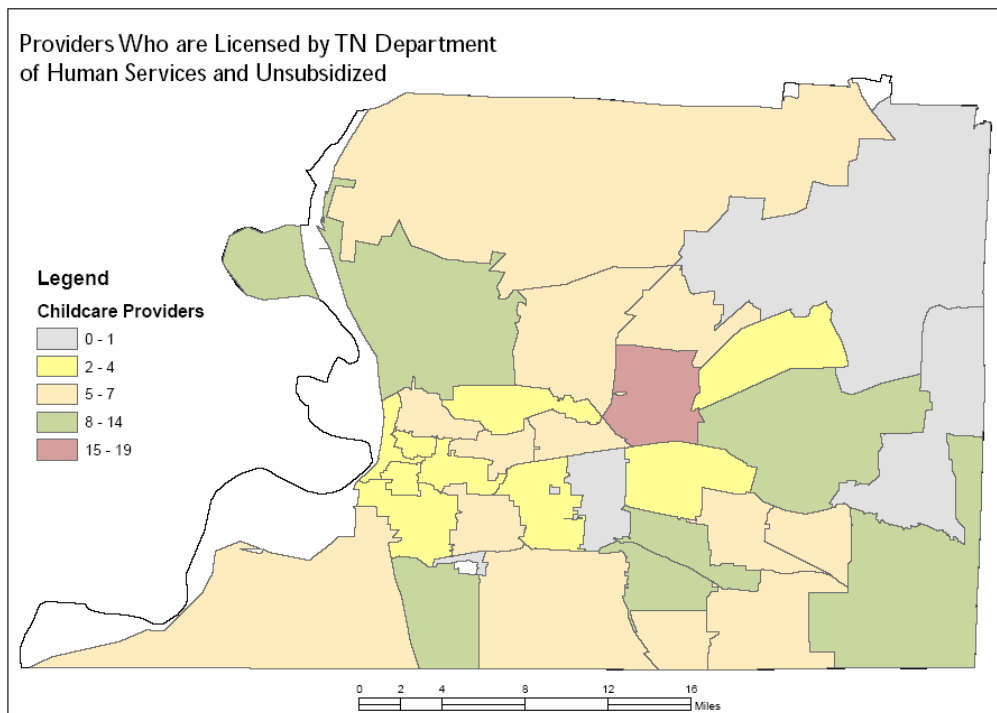 Providers Who are Licensed by TN Department
of Human Services and Unsubsidized
Legend
Childcare Providers
0 - 1
2 - 4
5 - 7
8 - 14
15 - 19
0 2 4 8 12 16
Miles